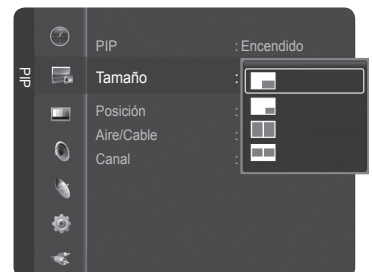 PIP
PIP : Encendido
Tamaño :
Posición :
Aire/Cable :
Canal :